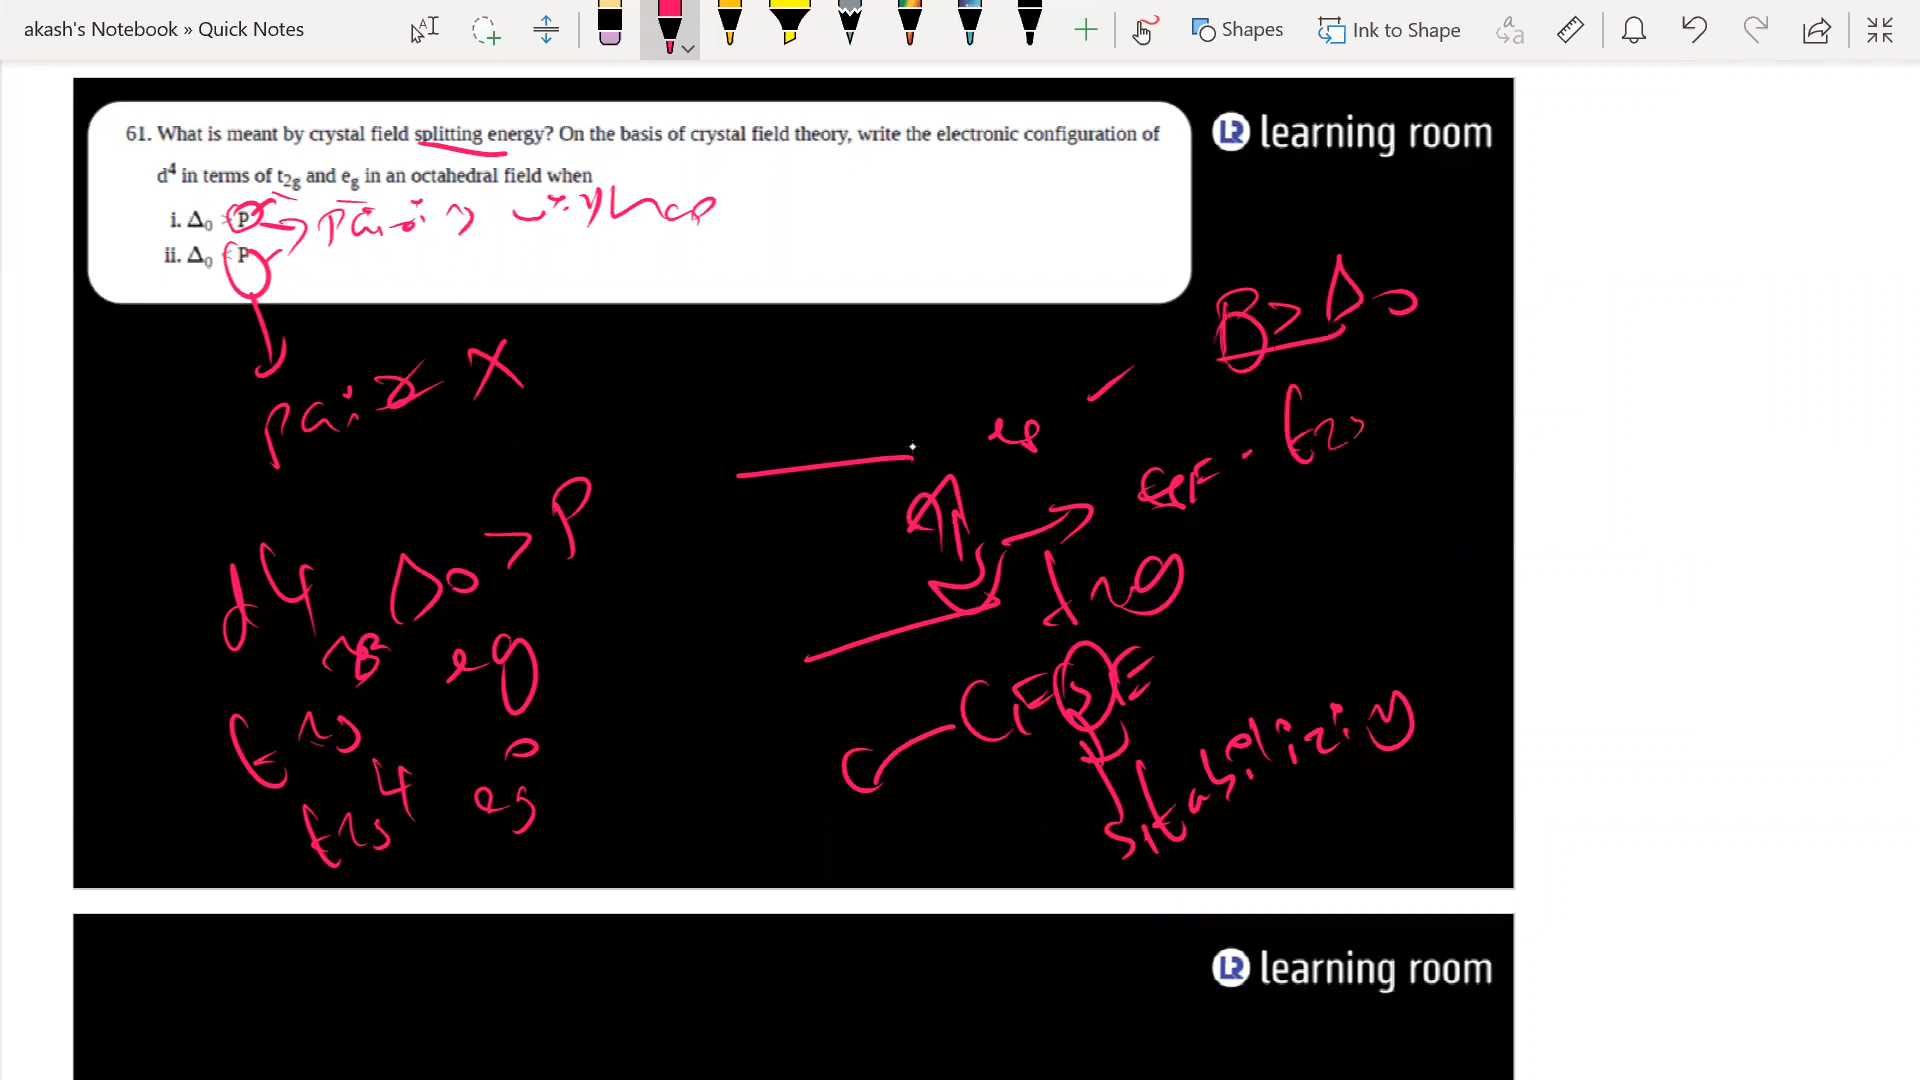 akash's Notebook » Quick Notes
Shapes
Ink to Shape
learning room
61. What is meant by crystal field splitting energy? On the basis of crystal field theory, write the electronic configuration of
d⁴ in terms of t₂g and eg in an octahedral field when
i. Δ₀ > P
ii. Δ₀ < P
P > Δo
X
eg
t2g
d4 Δo > P
t2g
eg
CFSE
t2g4 eg0
stabilizing
learning room